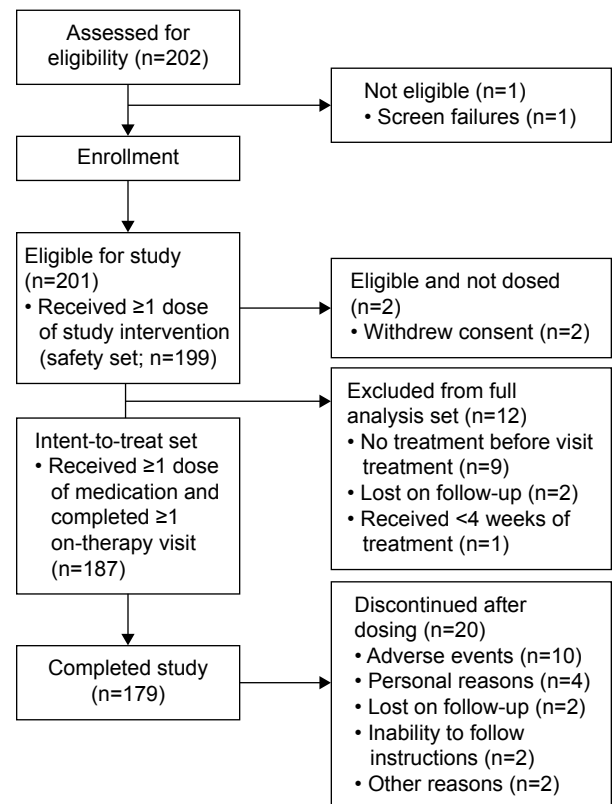 Assessed for
eligibility (n=202)
Not eligible (n=1)
• Screen failures (n=1)
Enrollment
Eligible for study
(n=201)
• Received ≥1 dose
of study intervention
(safety set; n=199)
Eligible and not dosed
(n=2)
• Withdrew consent (n=2)
Excluded from full
analysis set (n=12)
• No treatment before visit
treatment (n=9)
• Lost on follow-up (n=2)
• Received <4 weeks of
treatment (n=1)
Intent-to-treat set
• Received ≥1 dose
of medication and
completed ≥1
on-therapy visit
(n=187)
Completed study
(n=179)
Discontinued after
dosing (n=20)
• Adverse events (n=10)
• Personal reasons (n=4)
• Lost on follow-up (n=2)
• Inability to follow
instructions (n=2)
• Other reasons (n=2)